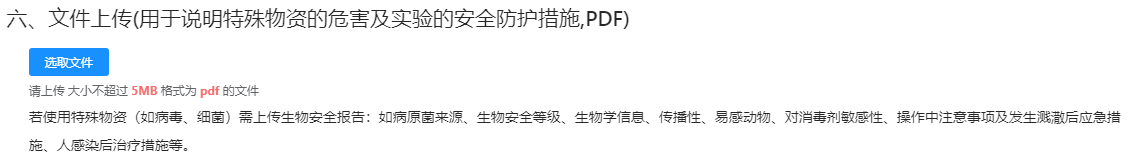 六、文件上传(用于说明特殊物资的危害及实验的安全防护措施,PDF)
选取文件
请上传 大小不超过 5MB 格式为 pdf 的文件
若使用特殊物资（如病毒、细菌）需上传生物安全报告：如病原菌来源、生物安全等级、生物学信息、传播性、易感动物、对消毒剂敏感性、操作中注意事项及发生溅澈后应急措
施、人感染后治疗措施等。